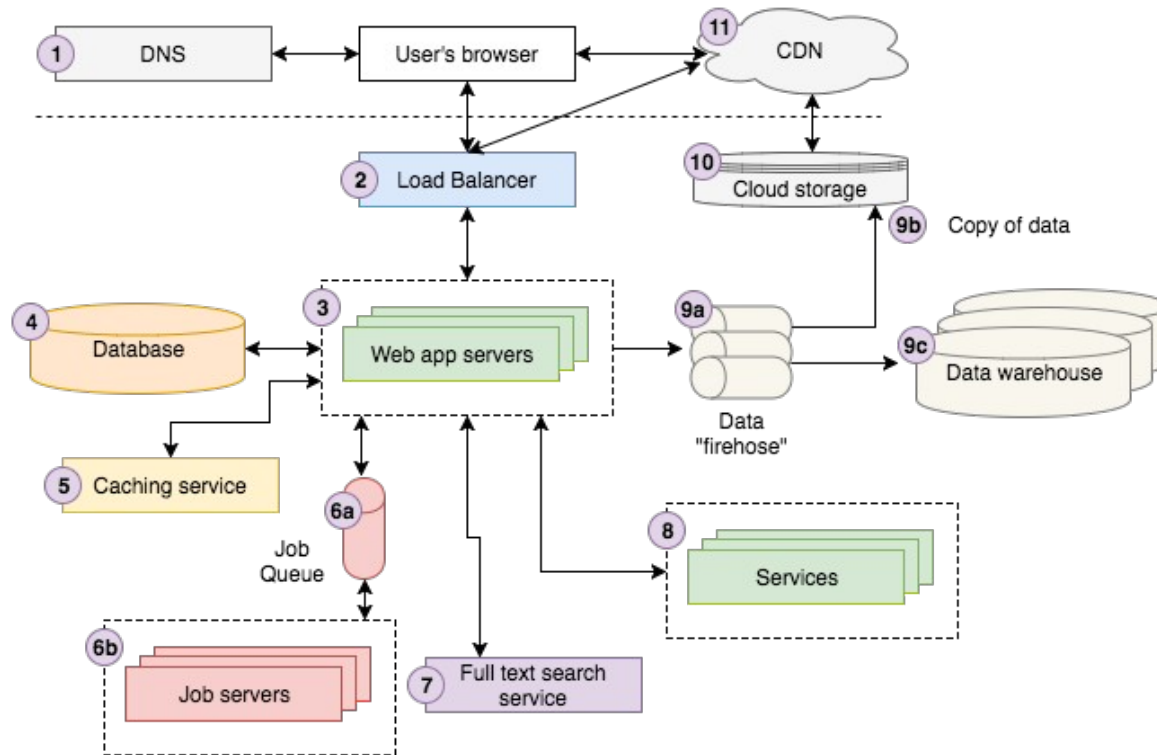 1
DNS
User's browser
11
CDN
2
Load Balancer
10
Cloud storage
9b
Copy of data
3
Web app servers
4
Database
9a
Data
"firehose"
9c
Data warehouse
5
Caching service
6a
Job
Queue
8
Services
6b
Job servers
7
Full text search
service